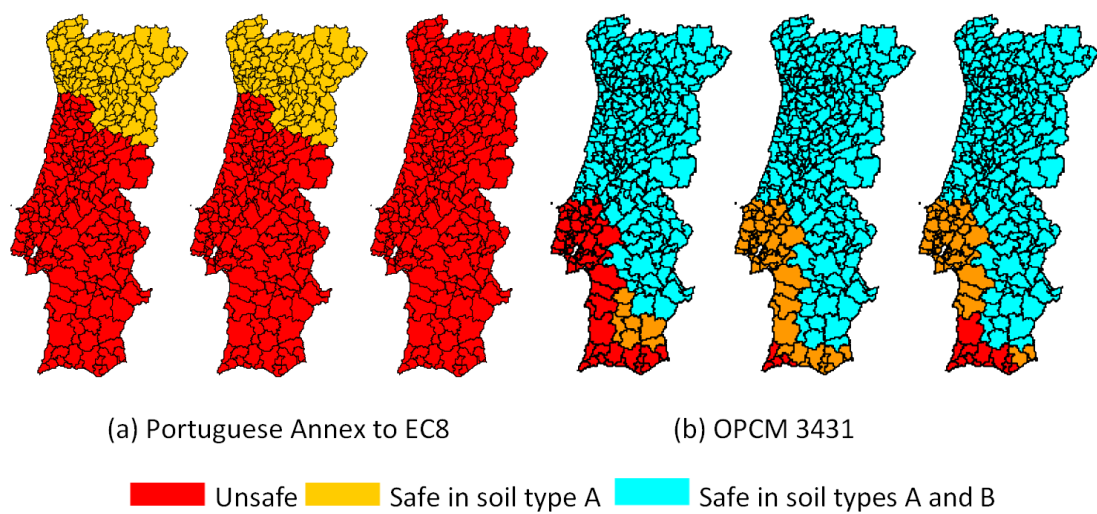 (a) Portuguese Annex to EC8
(b) OPCM 3431
Unsafe
Safe in soil type A
Safe in soil types A and B